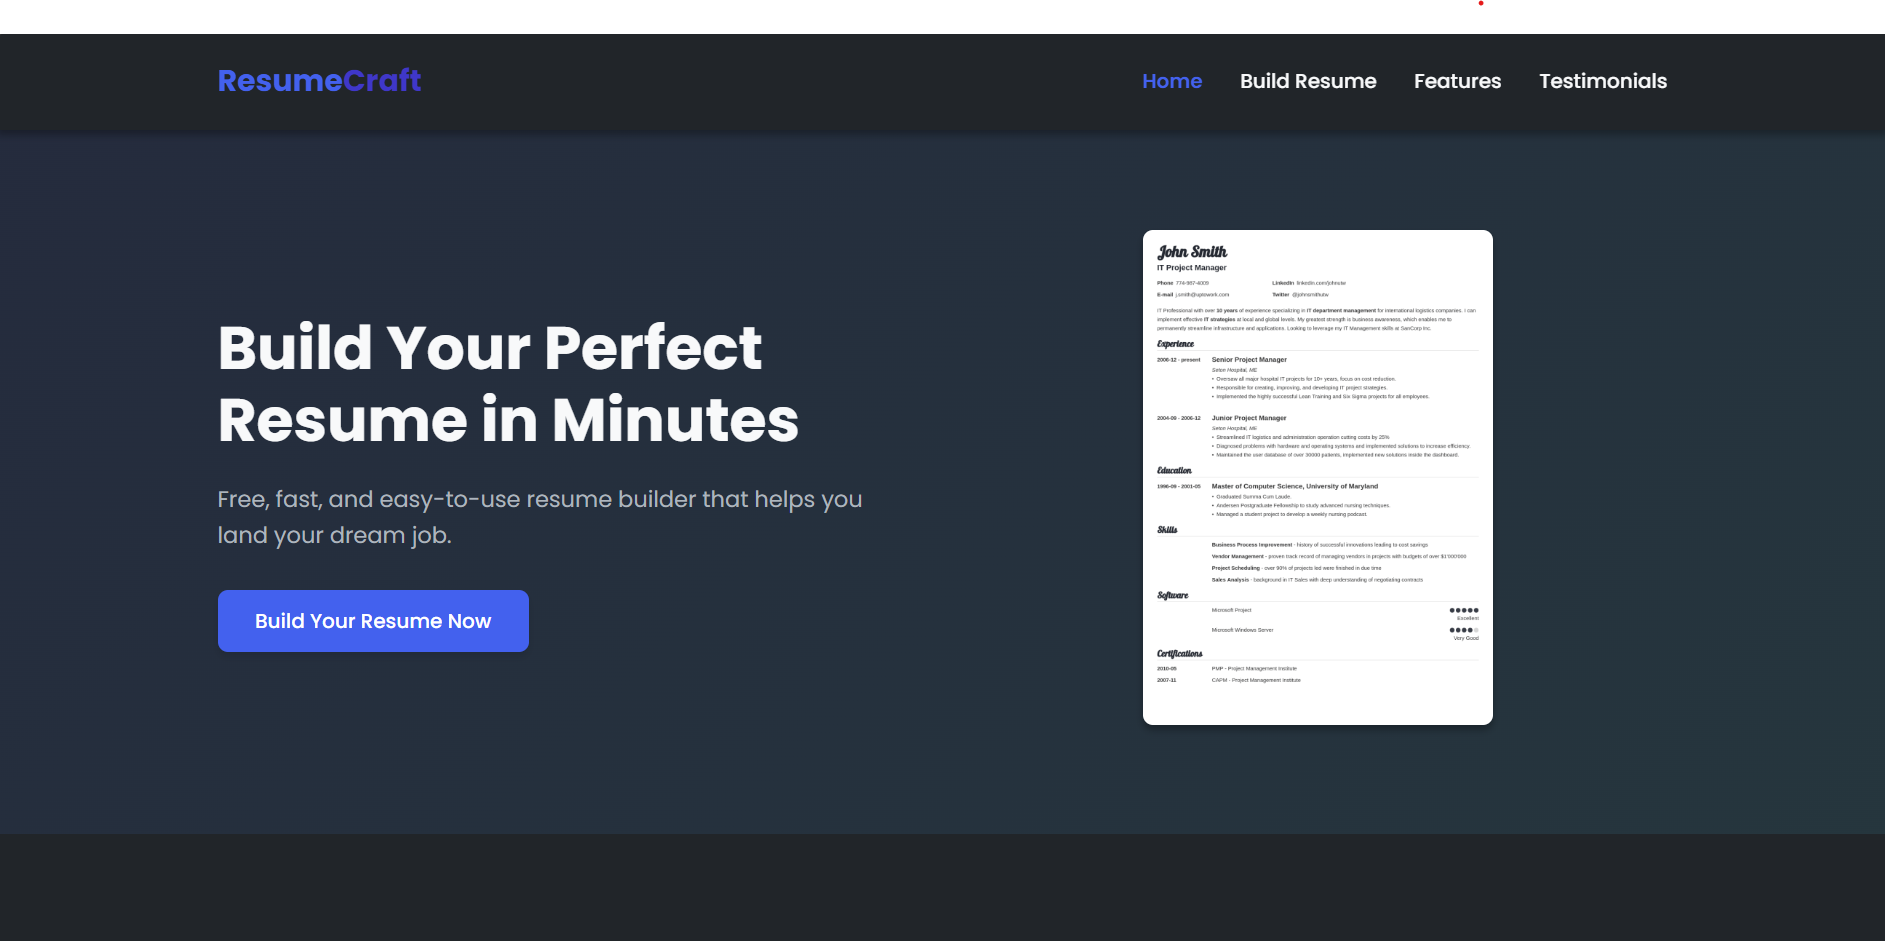 ResumeCraft
Home Build Resume Features Testimonials
Build Your Perfect
Resume in Minutes
Free, fast, and easy-to-use resume builder that helps you
land your dream job.
Build Your Resume Now
John Smith
IT Project Manager
Phone 774-987-4009 LinkedIn linkedin.com/johnutw
E-mail j.smith@uptowork.com Twitter @johnsmithutw
IT Professional with over 10 years of experience specializing in IT department management for international logistics companies. I can
implement effective IT strategies at local and global levels. My greatest strength is business awareness, which enables me to
permanently streamline infrastructure and applications. Looking to leverage my IT Management skills at SanCorp Inc.
Experience
2006-12 - present Senior Project Manager
Seton Hospital, ME
• Oversaw all major hospital IT projects for 10+ years, focus on cost reduction.
• Responsible for creating, improving, and developing IT project strategies.
• Implemented the highly successful Lean Training and Six Sigma projects for all employees.
2004-09 - 2006-12 Junior Project Manager
Seton Hospital, ME
• Streamlined IT logistics and administration operation cutting costs by 25%
• Diagnosed problems with hardware and operating systems and implemented solutions to increase efficiency.
• Maintained the user database of over 30000 patients, implemented new solutions inside the dashboard.
Education
1996-09 - 2001-05 Master of Computer Science, University of Maryland
• Graduated Summa Cum Laude.
• Andersen Postgraduate Fellowship to study advanced nursing techniques.
• Managed a student project to develop a weekly nursing podcast.
Skills
Business Process Improvement - history of successful innovations leading to cost savings
Vendor Management - proven track record of managing vendors in projects with budgets of over $1'000'000
Project Scheduling - over 90% of projects led were finished in due time
Sales Analysis - background in IT Sales with deep understanding of negotiating contracts
Software
Microsoft Project
Excellent
Microsoft Windows Server
Very Good
Certifications
2010-05 PMP - Project Management Institute
2007-11 CAPM - Project Management Institute